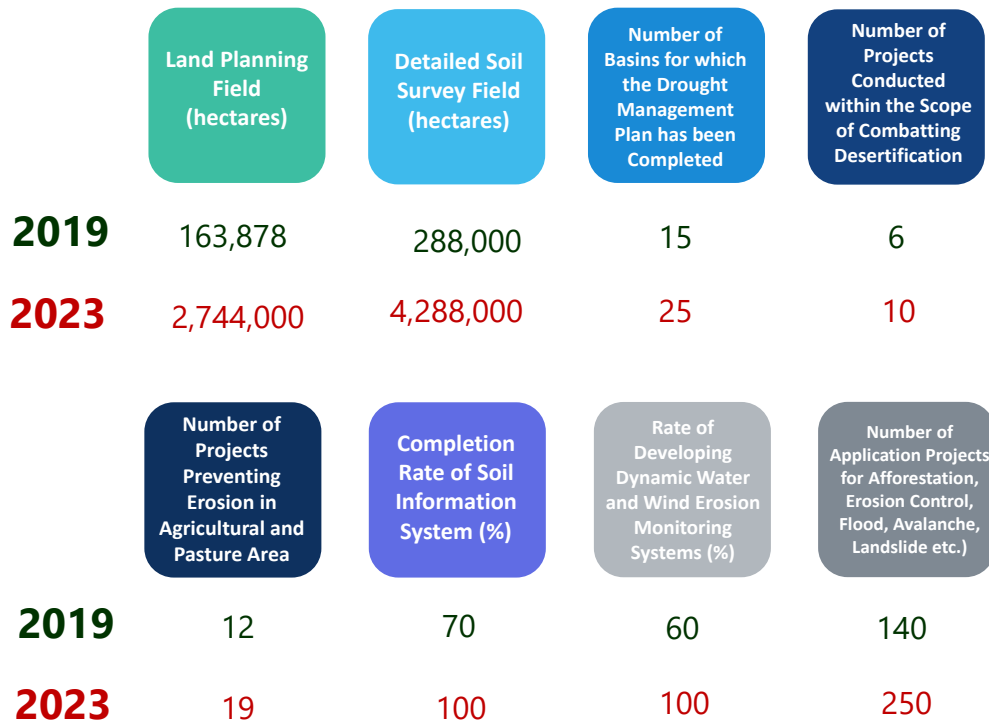 Land Planning
Field
(hectares)
Detailed Soil
Survey Field
(hectares)
Number of
Basins for which
the Drought
Management
Plan has been
Completed
Number of
Projects
Conducted
within the Scope
of Combatting
Desertification
2019 163,878 288,000 15 6
2023 2,744,000 4,288,000 25 10
Number of
Projects
Preventing
Erosion in
Agricultural and
Pasture Area
Completion
Rate of Soil
Information
System (%)
Rate of
Developing
Dynamic Water
and Wind Erosion
Monitoring
Systems (%)
Number of
Application Projects
for Afforestation,
Erosion Control,
Flood, Avalanche,
Landslide etc.)
2019 12 70 60 140
2023 19 100 100 250